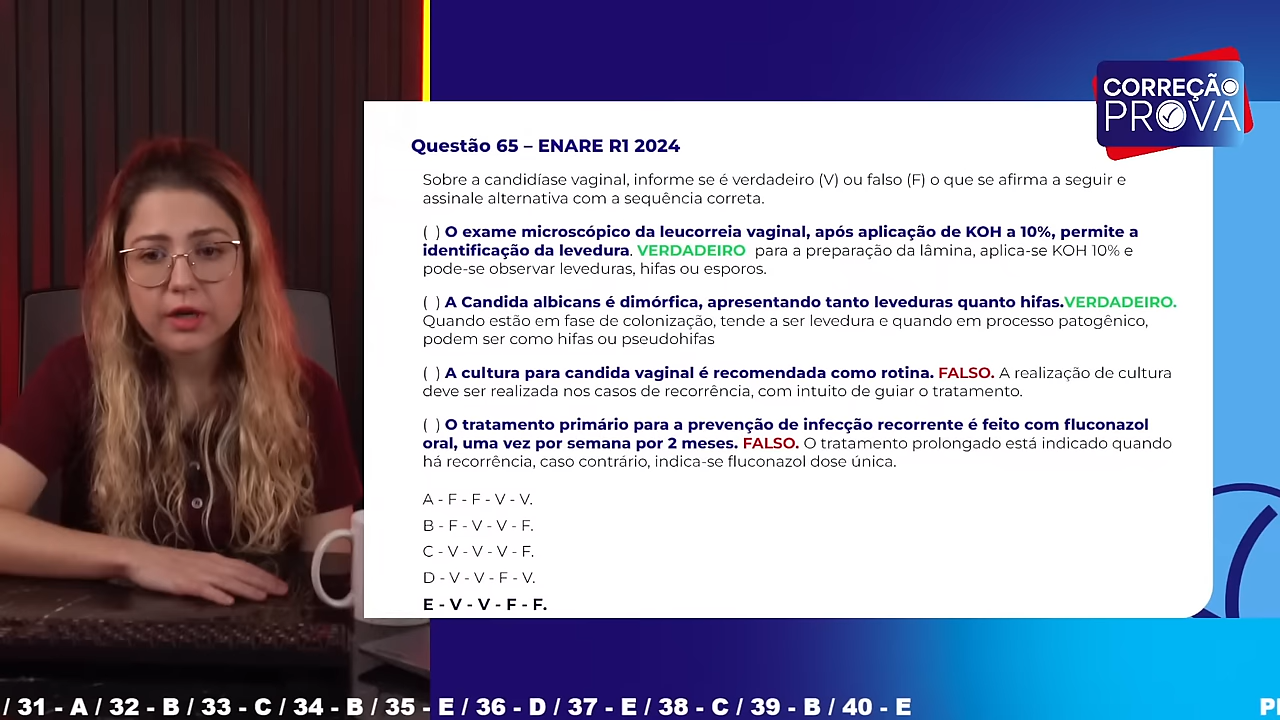 CORREÇÃO
PROVA
Questão 65 – ENARE R1 2024
Sobre a candidíase vaginal, informe se é verdadeiro (V) ou falso (F) o que se afirma a seguir e
assinale alternativa com a sequência correta.
( ) O exame microscópico da leucorreia vaginal, após aplicação de KOH a 10%, permite a
identificação da levedura. VERDADEIRO para a preparação da lâmina, aplica-se KOH 10% e
pode-se observar leveduras, hifas ou esporos.
( ) A Candida albicans é dimórfica, apresentando tanto leveduras quanto hifas.VERDADEIRO.
Quando estão em fase de colonização, tende a ser levedura e quando em processo patogênico,
podem ser como hifas ou pseudohifas
( ) A cultura para candida vaginal é recomendada como rotina. FALSO. A realização de cultura
deve ser realizada nos casos de recorrência, com intuito de guiar o tratamento.
( ) O tratamento primário para a prevenção de infecção recorrente é feito com fluconazol
oral, uma vez por semana por 2 meses. FALSO. O tratamento prolongado está indicado quando
há recorrência, caso contrário, indica-se fluconazol dose única.
A - F - F - V - V.
B - F - V - V - F.
C - V - V - V - F.
D - V - V - F - V.
E - V - V - F - F.
/ 31 - A / 32 - B / 33 - C / 34 - B / 35 - E / 36 - D / 37 - E / 38 - C / 39 - B / 40 - E